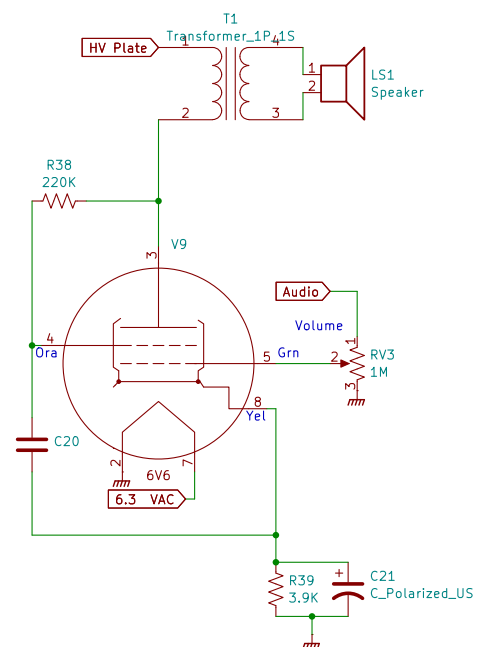 T1
Transformer_1P_1S
HV Plate
1
4
1
2
LS1
Speaker
2
3
R38
220K
3
V9
Audio
Volume
1
4
Ora
5
Grn
2
RV3
1M
3
8
Yel
C20
2
7
6V6
6.3 VAC
+
C21
C_Polarized_US
R39
3.9K